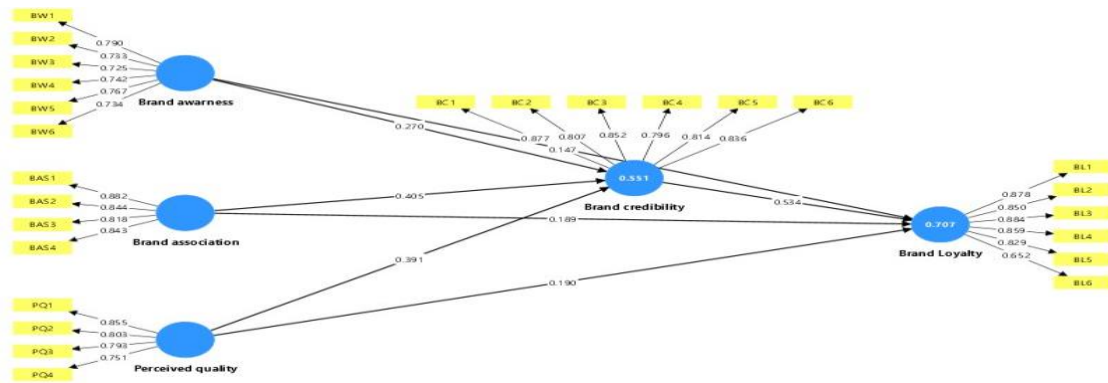 BW1
BW2
BW3
BW4
BW5
BW6
0.790
0.733
0.725
0.742
0.767
0.734
Brand awarness
BAS1
BAS2
BAS3
BAS4
0.882
0.844
0.818
0.843
Brand association
PQ1
PQ2
PQ3
PQ4
0.855
0.803
0.793
0.751
Perceived quality
0.270
0.147
0.405
0.189
0.391
0.190
BC1
BC2
BC3
BC4
BC5
BC6
0.877
0.807
0.852
0.796
0.814
0.836
0.551
Brand credibility
0.534
0.707
Brand Loyalty
BL1
BL2
BL3
BL4
BL5
BL6
0.878
0.850
0.884
0.859
0.829
0.652